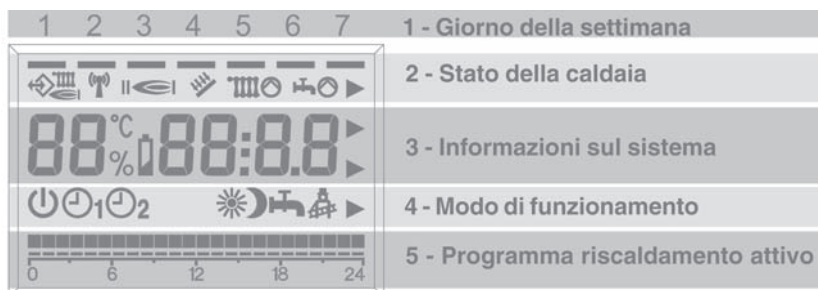 1 2 3 4 5 6 7
1 - Giorno della settimana
2 - Stato della caldaia
88 °C % 88:8.8
3 - Informazioni sul sistema
1 2
4 - Modo di funzionamento
0 6 12 18 24
5 - Programma riscaldamento attivo